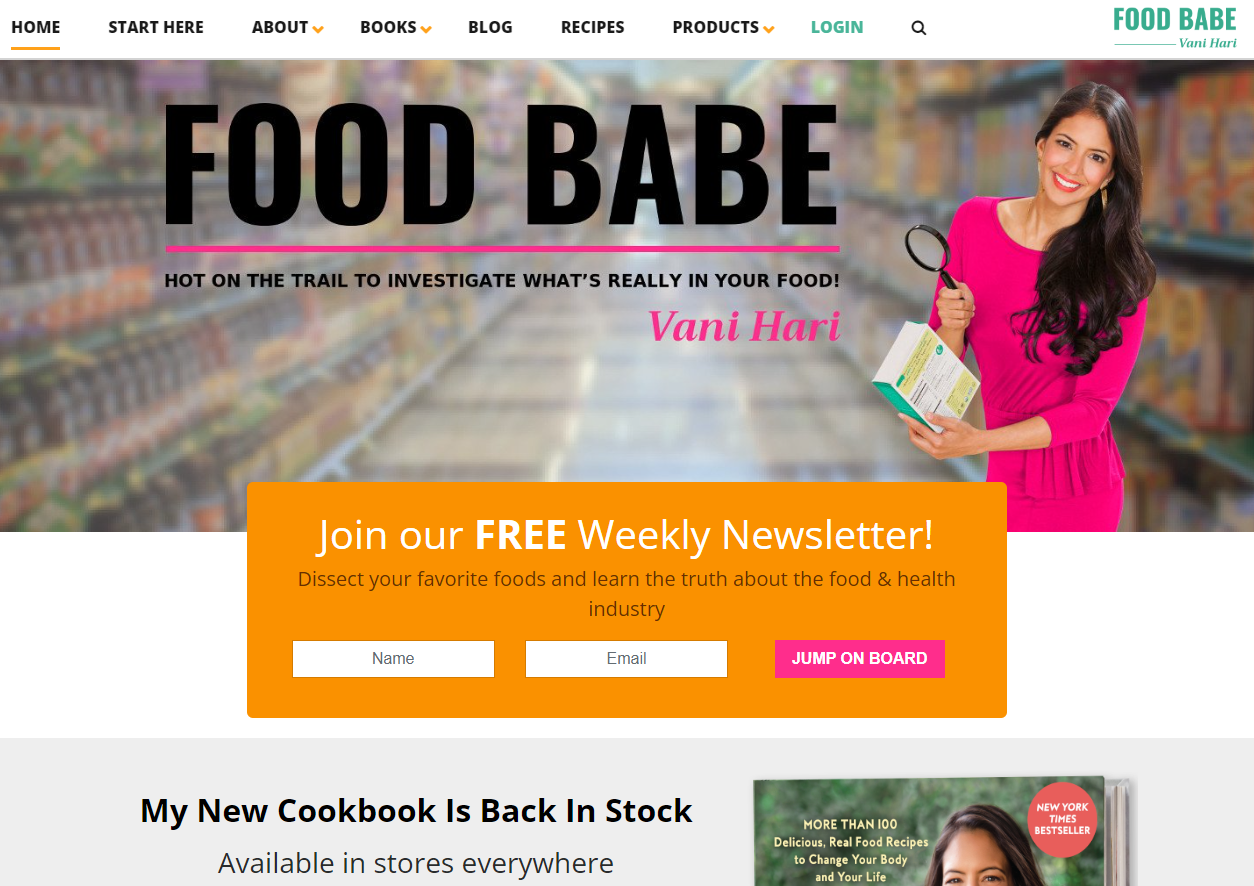 HOME START HERE ABOUT BOOKS BLOG RECIPES PRODUCTS LOGIN
FOOD BABE
Vani Hari
FOOD BABE
HOT ON THE TRAIL TO INVESTIGATE WHAT’S REALLY IN YOUR FOOD!
Vani Hari
Join our FREE Weekly Newsletter!
Dissect your favorite foods and learn the truth about the food & health
industry
Name Email JUMP ON BOARD
My New Cookbook Is Back In Stock
Available in stores everywhere
MORE THAN 100
Delicious, Real Food Recipes
to Change Your Body
and Your Life
NEW YORK
TIMES
BESTSELLER